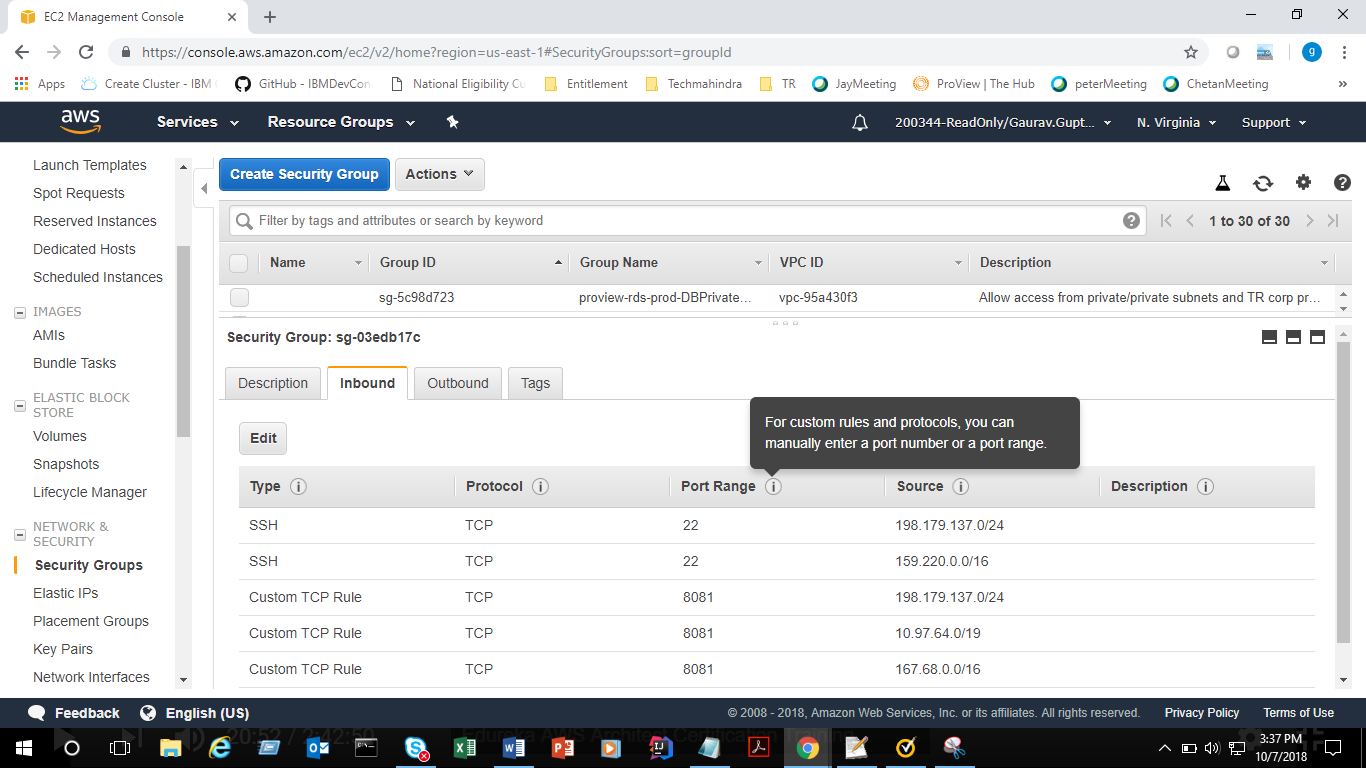 EC2 Management Console
https://console.aws.amazon.com/ec2/v2/home?region=us-east-1#SecurityGroups:sort=groupId
g
Apps
Create Cluster - IBM
GitHub - IBMDevCon
National Eligibility Cu
Entitlement
Techmahindra
TR
JayMeeting
ProView | The Hub
peterMeeting
ChetanMeeting
»
aws
Services
Resource Groups
200344-ReadOnly/Gaurav.Gupt...
N. Virginia
Support
Launch Templates
Spot Requests
Reserved Instances
Dedicated Hosts
Scheduled Instances
IMAGES
AMIs
Bundle Tasks
ELASTIC BLOCK
STORE
Volumes
Snapshots
Lifecycle Manager
NETWORK &
SECURITY
Security Groups
Elastic IPs
Placement Groups
Key Pairs
Network Interfaces
Create Security Group
Actions
Filter by tags and attributes or search by keyword
1 to 30 of 30
Name Group ID Group Name VPC ID Description
sg-5c98d723 proview-rds-prod-DBPrivate... vpc-95a430f3 Allow access from private/private subnets and TR corp pr...
Security Group: sg-03edb17c
Description Inbound Outbound Tags
For custom rules and protocols, you can
manually enter a port number or a port range.
Edit
Type Protocol Port Range Source Description
SSH TCP 22 198.179.137.0/24
SSH TCP 22 159.220.0.0/16
Custom TCP Rule TCP 8081 198.179.137.0/24
Custom TCP Rule TCP 8081 10.97.64.0/19
Custom TCP Rule TCP 8081 167.68.0.0/16
Feedback
English (US)
© 2008 - 2018, Amazon Web Services, Inc. or its affiliates. All rights reserved.
Privacy Policy
Terms of Use
3:37 PM
10/7/2018